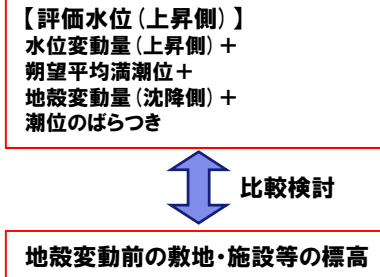 【評価水位（上昇側）】
水位変動量（上昇側）＋
朔望平均満潮位＋
地殻変動量（沈降側）＋
潮位のばらつき
比較検討
地殻変動前の敷地・施設等の標高